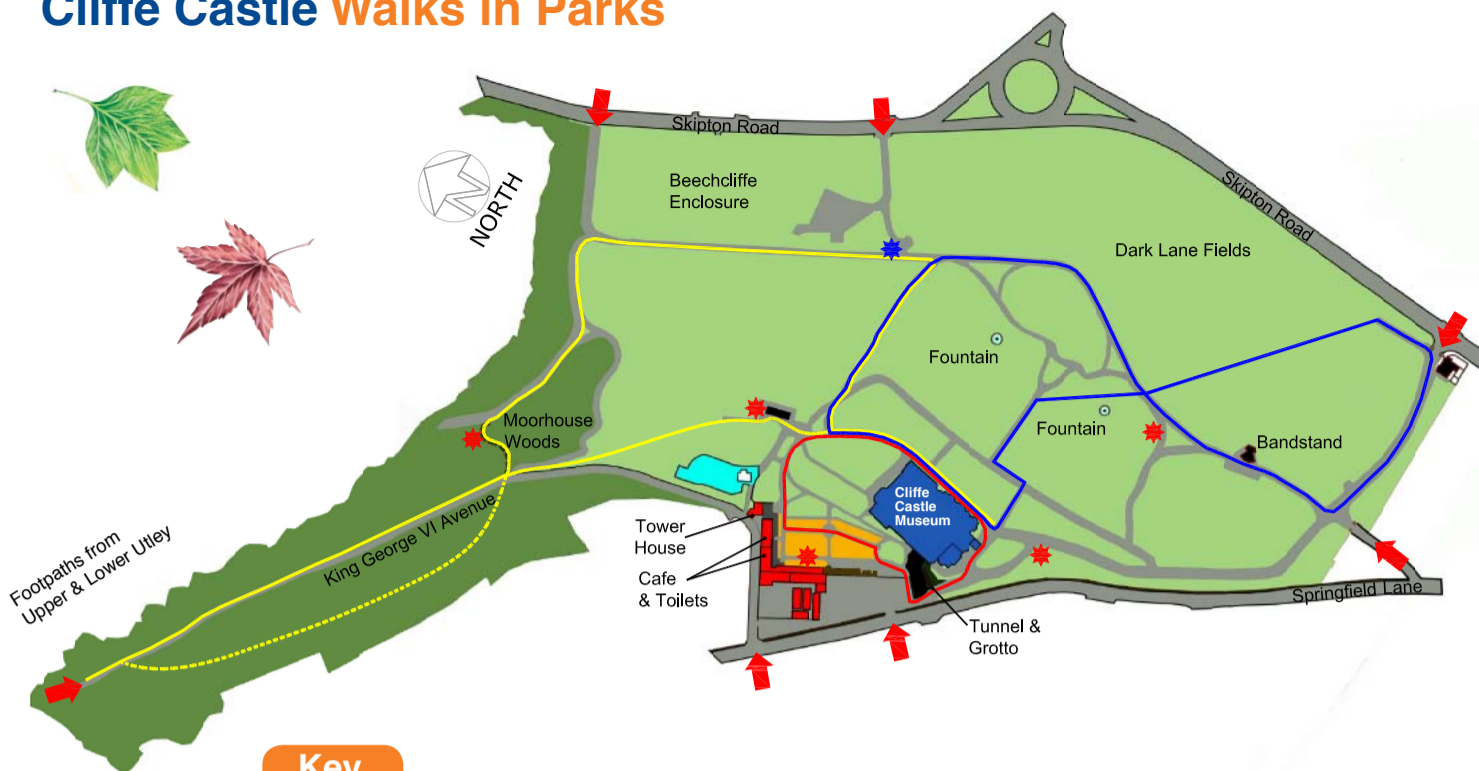 Cliffe Castle Walks in Parks
Skipton Road
Beechcliffe
Enclosure
NORTH
Skipton Road
Dark Lane Fields
Fountain
Moorhouse
Woods
Fountain
Bandstand
Cliffe
Castle
Museum
King George VI Avenue
Tower
House
Footpaths from
Upper & Lower Utley
Cafe
& Toilets
Springfield Lane
Tunnel &
Grotto
Key